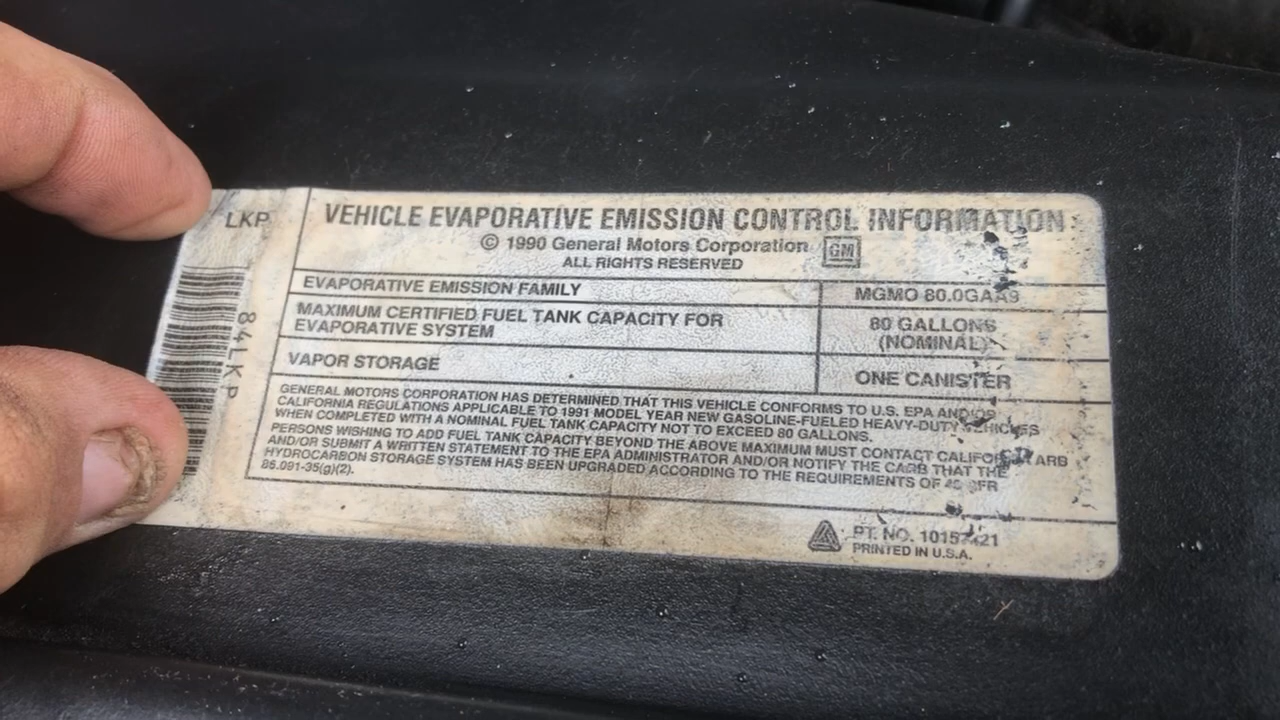 LKP
84LKP
VEHICLE EVAPORATIVE EMISSION CONTROL INFORMATION
© 1990 General Motors Corporation GM
ALL RIGHTS RESERVED
EVAPORATIVE EMISSION FAMILY MGMO 80.0GAA9
MAXIMUM CERTIFIED FUEL TANK CAPACITY FOR 80 GALLONS
EVAPORATIVE SYSTEM (NOMINAL)
VAPOR STORAGE ONE CANISTER
GENERAL MOTORS CORPORATION HAS DETERMINED THAT THIS VEHICLE CONFORMS TO U.S. EPA AND/OR
CALIFORNIA REGULATIONS APPLICABLE TO 1991 MODEL YEAR NEW GASOLINE-FUELED HEAVY-DUTY VEHICLES
WHEN COMPLETED WITH A NOMINAL FUEL TANK CAPACITY NOT TO EXCEED 80 GALLONS.
PERSONS WISHING TO ADD FUEL TANK CAPACITY BEYOND THE ABOVE MAXIMUM MUST CONTACT ARB
AND/OR SUBMIT A WRITTEN STATEMENT TO THE EPA ADMINISTRATOR AND/OR NOTIFY THE CARB THAT THE
HYDROCARBON STORAGE SYSTEM HAS BEEN UPGRADED ACCORDING TO THE REQUIREMENTS OF CFR
86.091-35(g)(2).
PT. NO.
PRINTED IN U.S.A.